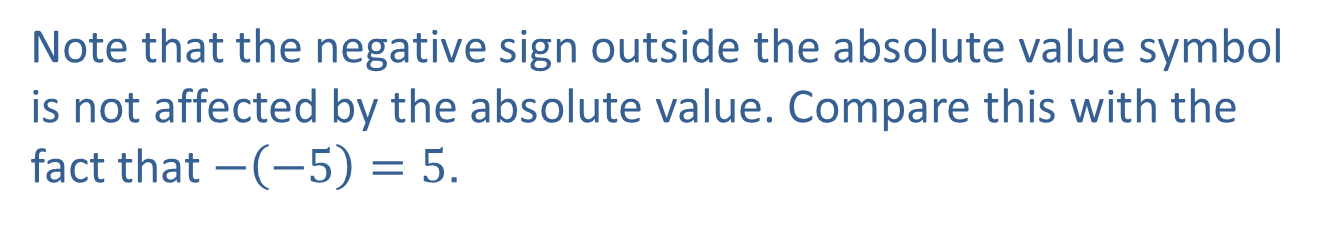 Note that the negative sign outside the absolute value symbol
is not affected by the absolute value. Compare this with the
fact that −(−5) = 5.